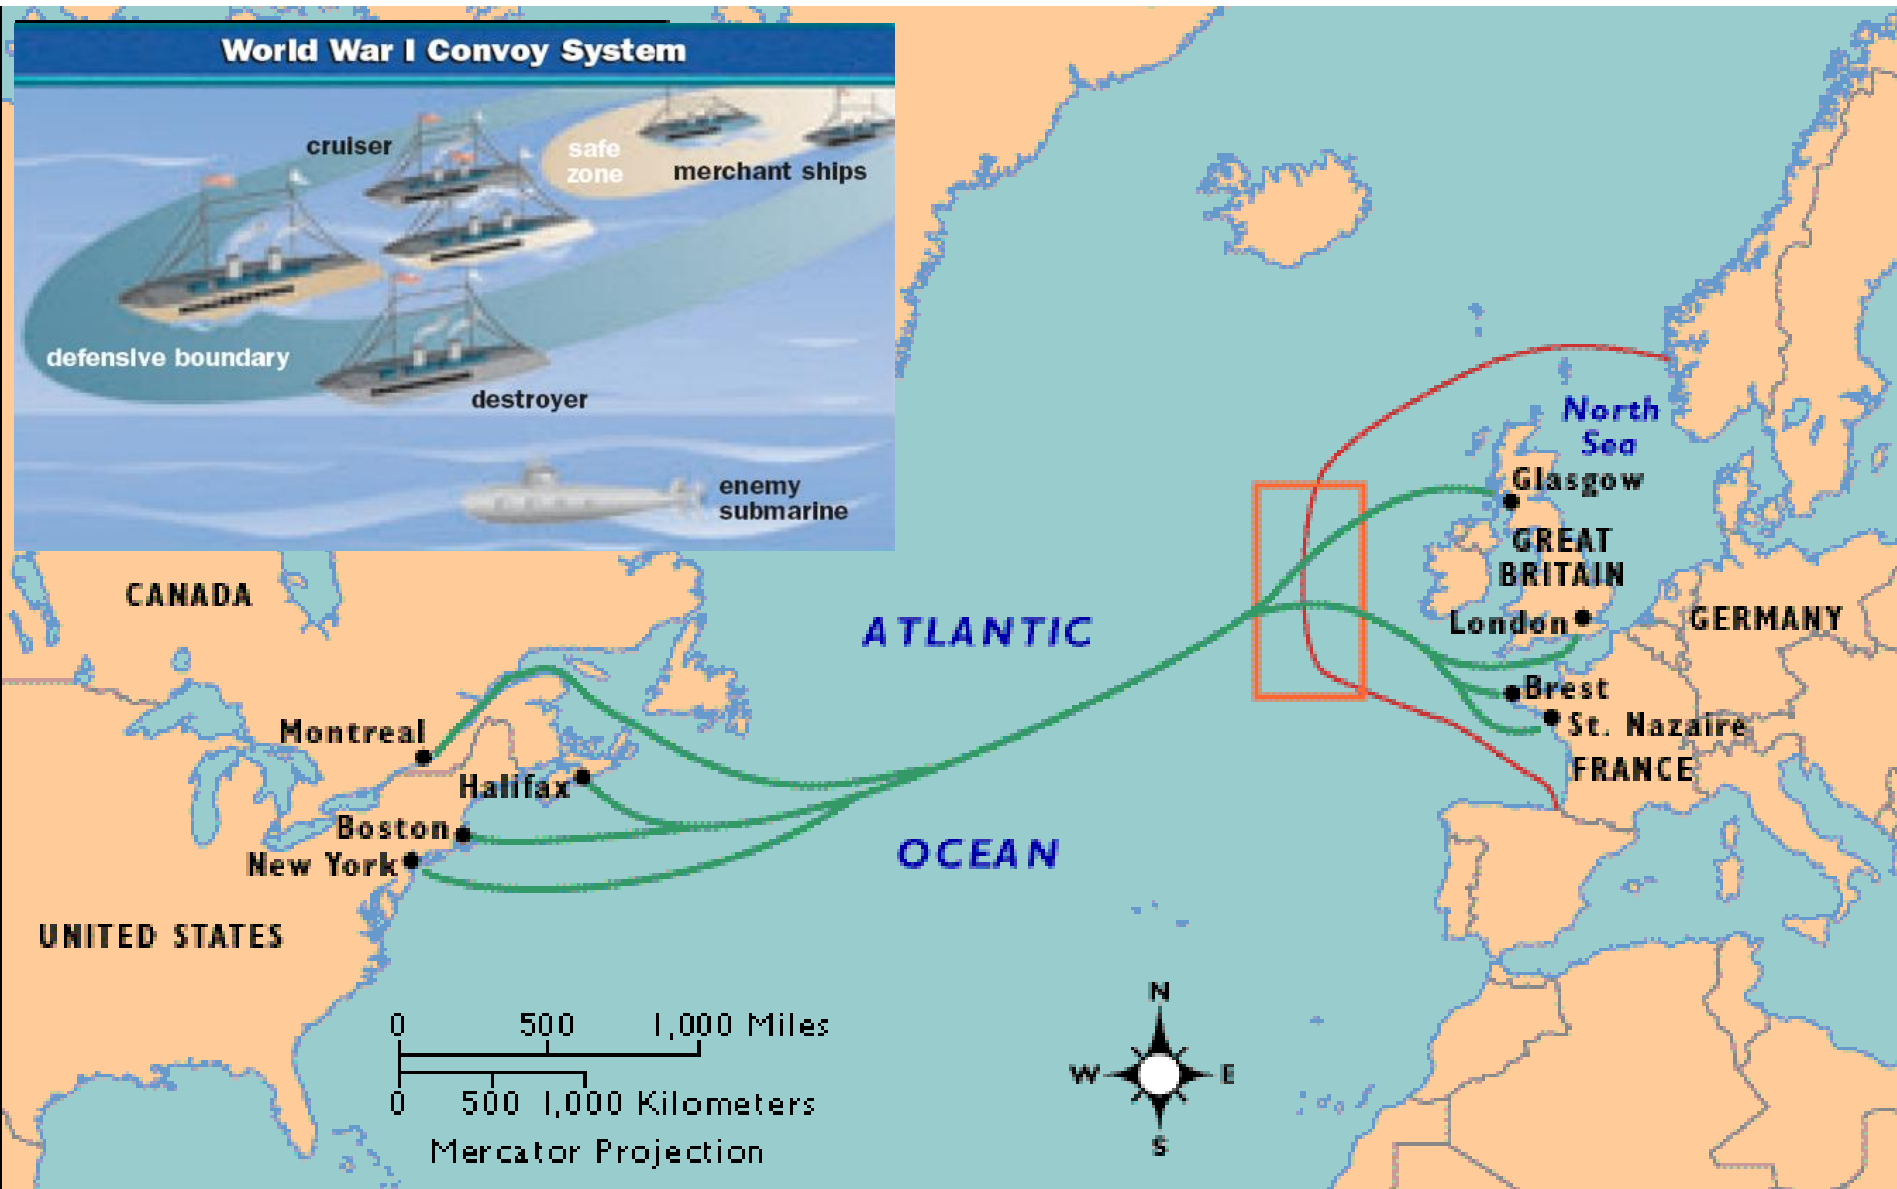 World War I Convoy System
cruiser
safe
zone
merchant ships
defensive boundary
destroyer
enemy
submarine
North
Sea
Glasgow
GREAT
BRITAIN
London
GERMANY
Brest
St. Nazaire
FRANCE
CANADA
ATLANTIC
OCEAN
Montreal
Halifax
Boston
New York
UNITED STATES
0 500 1,000 Miles
0 500 1,000 Kilometers
Mercator Projection
N
W E
S